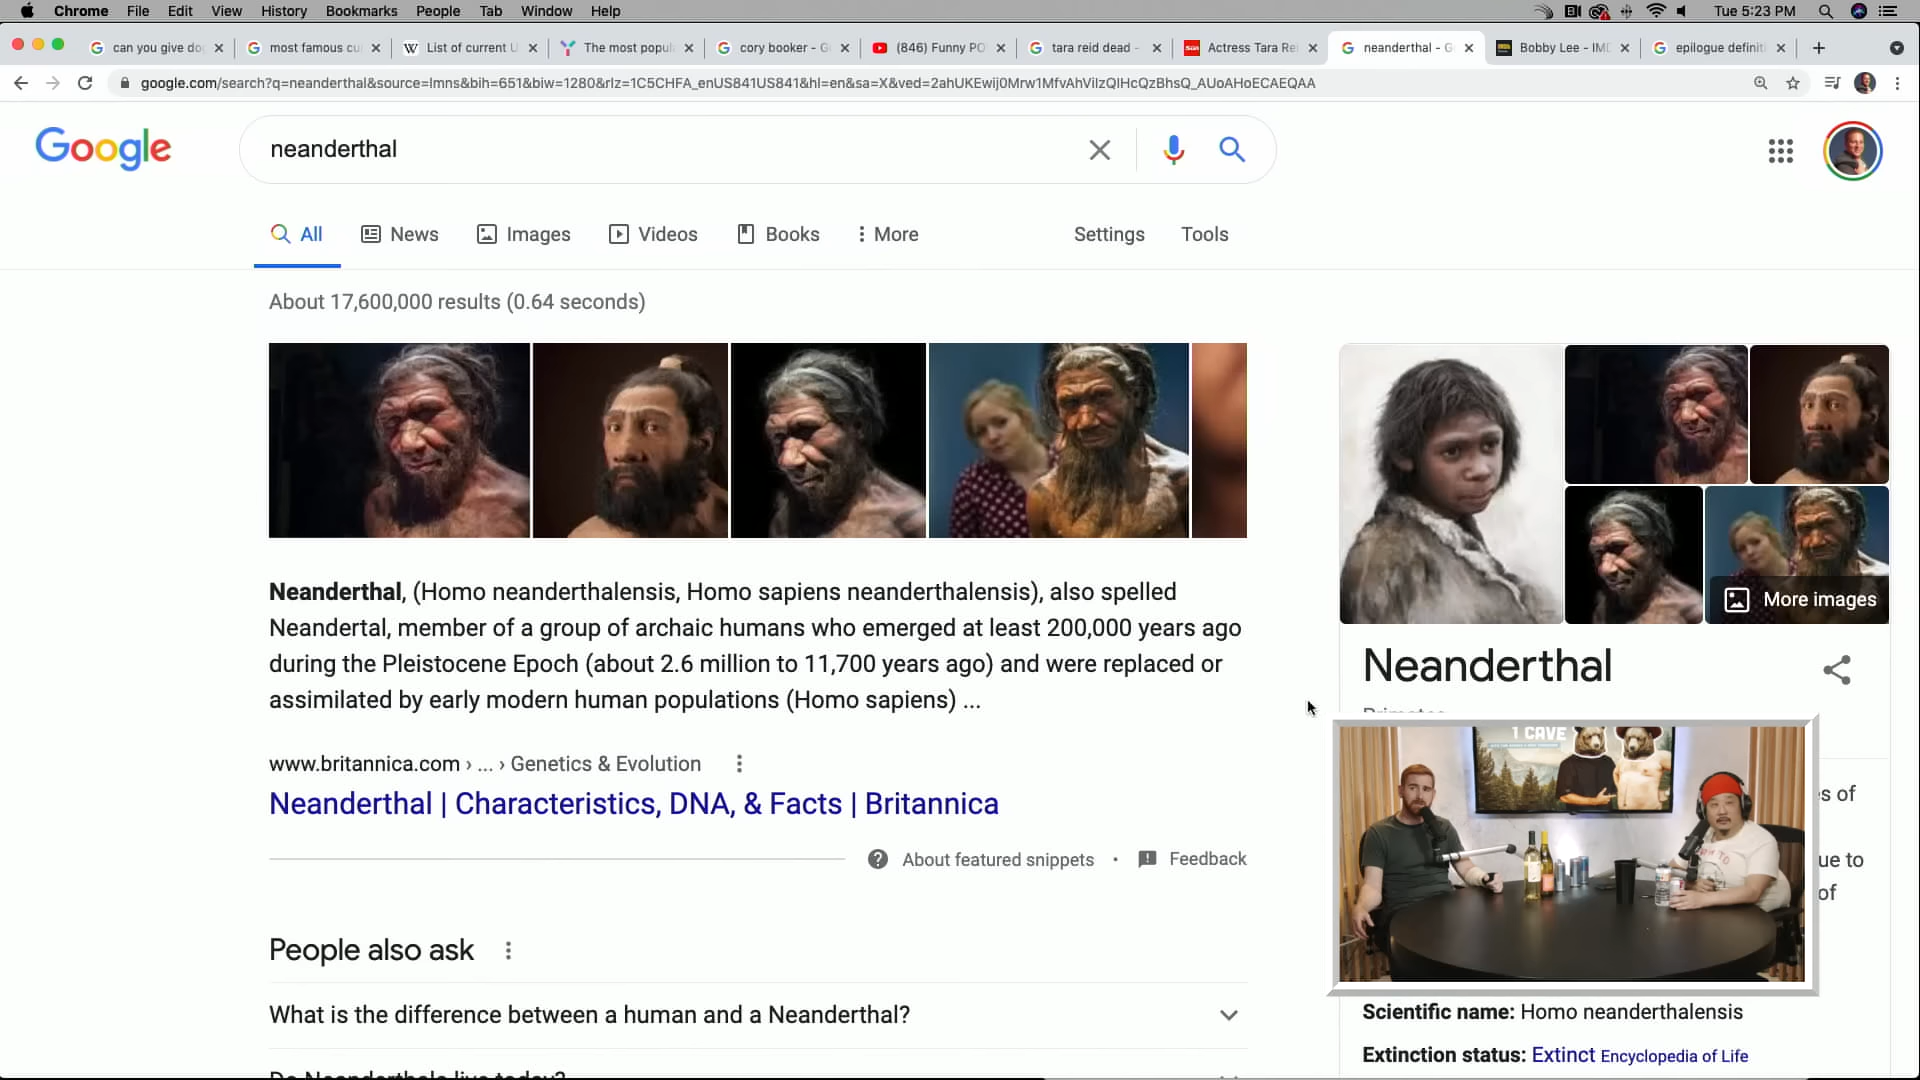 Chrome File Edit View History Bookmarks People Tab Window Help
Tue 5:23 PM
can you give do
most famous cu
List of current U
The most popul
cory booker - G
(846) Funny PO
tara reid dead -
Actress Tara Re
neanderthal - G
Bobby Lee - IMD
epilogue definit
google.com/search?q=neanderthal&source=lmns&bih=651&biw=1280&rlz=1C5CHFA_enUS841US841&hl=en&sa=X&ved=2ahUKEwij0Mrw1MfvAhVilzQIHcQzBhsQ_AUoAHoECAEQAA
Google
neanderthal
All News Images Videos Books More Settings Tools
About 17,600,000 results (0.64 seconds)
Neanderthal, (Homo neanderthalensis, Homo sapiens neanderthalensis), also spelled
Neandertal, member of a group of archaic humans who emerged at least 200,000 years ago
during the Pleistocene Epoch (about 2.6 million to 11,700 years ago) and were replaced or
assimilated by early modern human populations (Homo sapiens) ...
www.britannica.com › ... › Genetics & Evolution
Neanderthal | Characteristics, DNA, & Facts | Britannica
About featured snippets • Feedback
People also ask
What is the difference between a human and a Neanderthal?
Do Neanderthals live today?
More images
Neanderthal
1 CAVE
s of
ue to
of
Scientific name: Homo neanderthalensis
Extinction status: Extinct Encyclopedia of Life